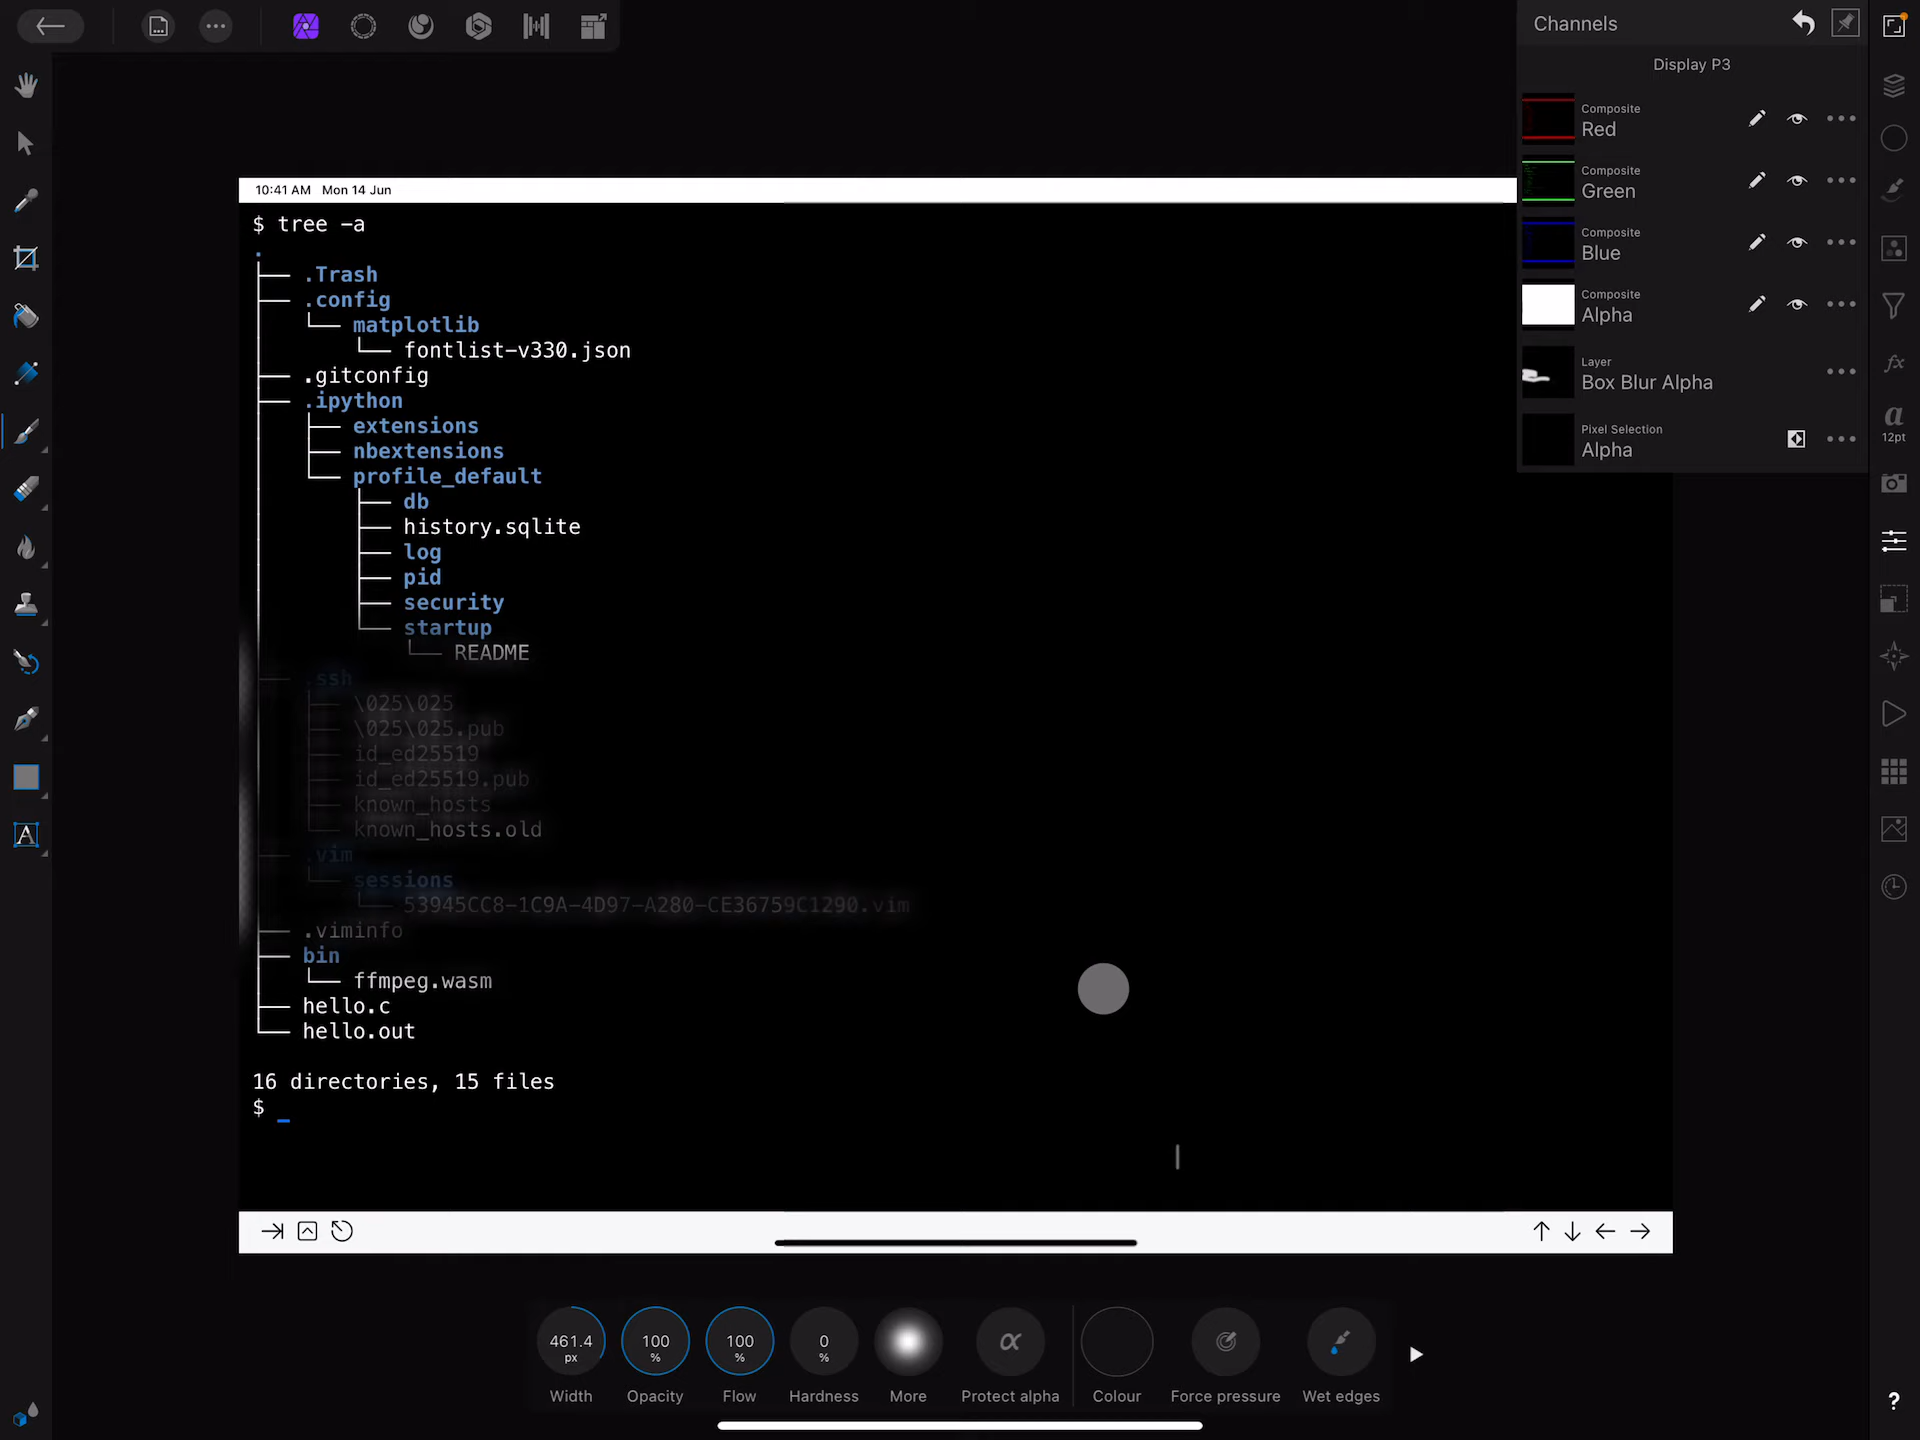 Channels
Display P3
Composite
Red
Composite
Green
Composite
Blue
Composite
Alpha
Layer
Box Blur Alpha
Pixel Selection
Alpha
12pt
10:41 AM Mon 14 Jun
$ tree -a
.
├── .Trash
├── .config
│   └── matplotlib
│       └── fontlist-v330.json
├── .gitconfig
├── .ipython
│   ├── extensions
│   ├── nbextensions
│   └── profile_default
│       ├── db
│       ├── history.sqlite
│       ├── log
│       ├── pid
│       ├── security
│       └── startup
│           └── README
├── .ssh
│   ├── \025\025
│   ├── \025\025.pub
│   ├── id_ed25519
│   ├── id_ed25519.pub
│   ├── known_hosts
│   └── known_hosts.old
├── .vim
│   └── sessions
│       └── 53945CC8-1C9A-4D97-A280-CE36759C1290.vim
├── .viminfo
├── bin
│   └── ffmpeg.wasm
├── hello.c
└── hello.out
16 directories, 15 files
$ _
461.4 px
100 %
100 %
0 %
Width Opacity Flow Hardness More Protect alpha Colour Force pressure Wet edges